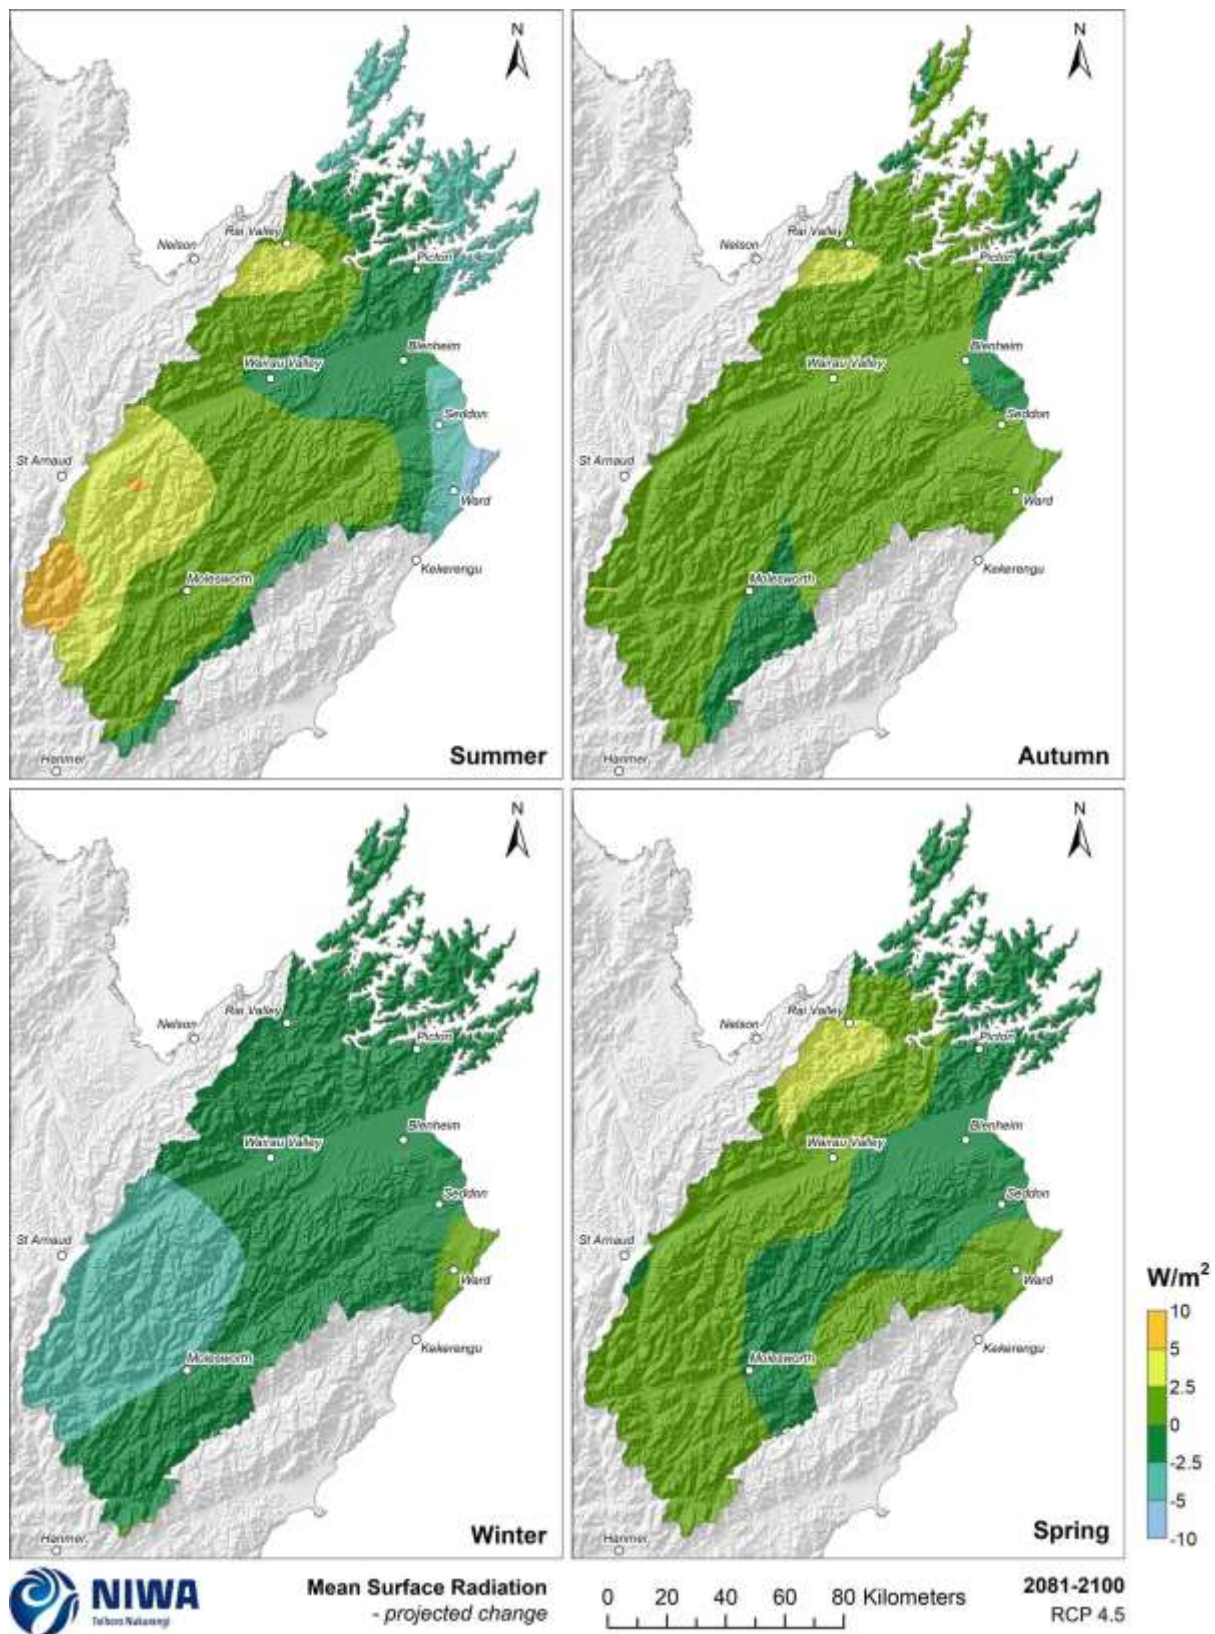 N
Rai Valley
Nelson
Picton
Blenheim
Wairau Valley
Seddon
St Arnaud
Ward
Molesworth
Kekerengu
Hanmer
Summer
N
Rai Valley
Nelson
Picton
Blenheim
Wairau Valley
Seddon
St Arnaud
Ward
Molesworth
Kekerengu
Hanmer
Autumn
N
Rai Valley
Nelson
Picton
Blenheim
Wairau Valley
Seddon
St Arnaud
Ward
Molesworth
Kekerengu
Hanmer
Winter
N
Rai Valley
Nelson
Picton
Blenheim
Wairau Valley
Seddon
St Arnaud
Ward
Molesworth
Kekerengu
Hanmer
Spring
W/m²
10
5
2.5
0
-2.5
-5
-10
NIWA
Taihoro Nukurangi
Mean Surface Radiation
- projected change
0 20 40 60 80 Kilometers
2081-2100
RCP 4.5